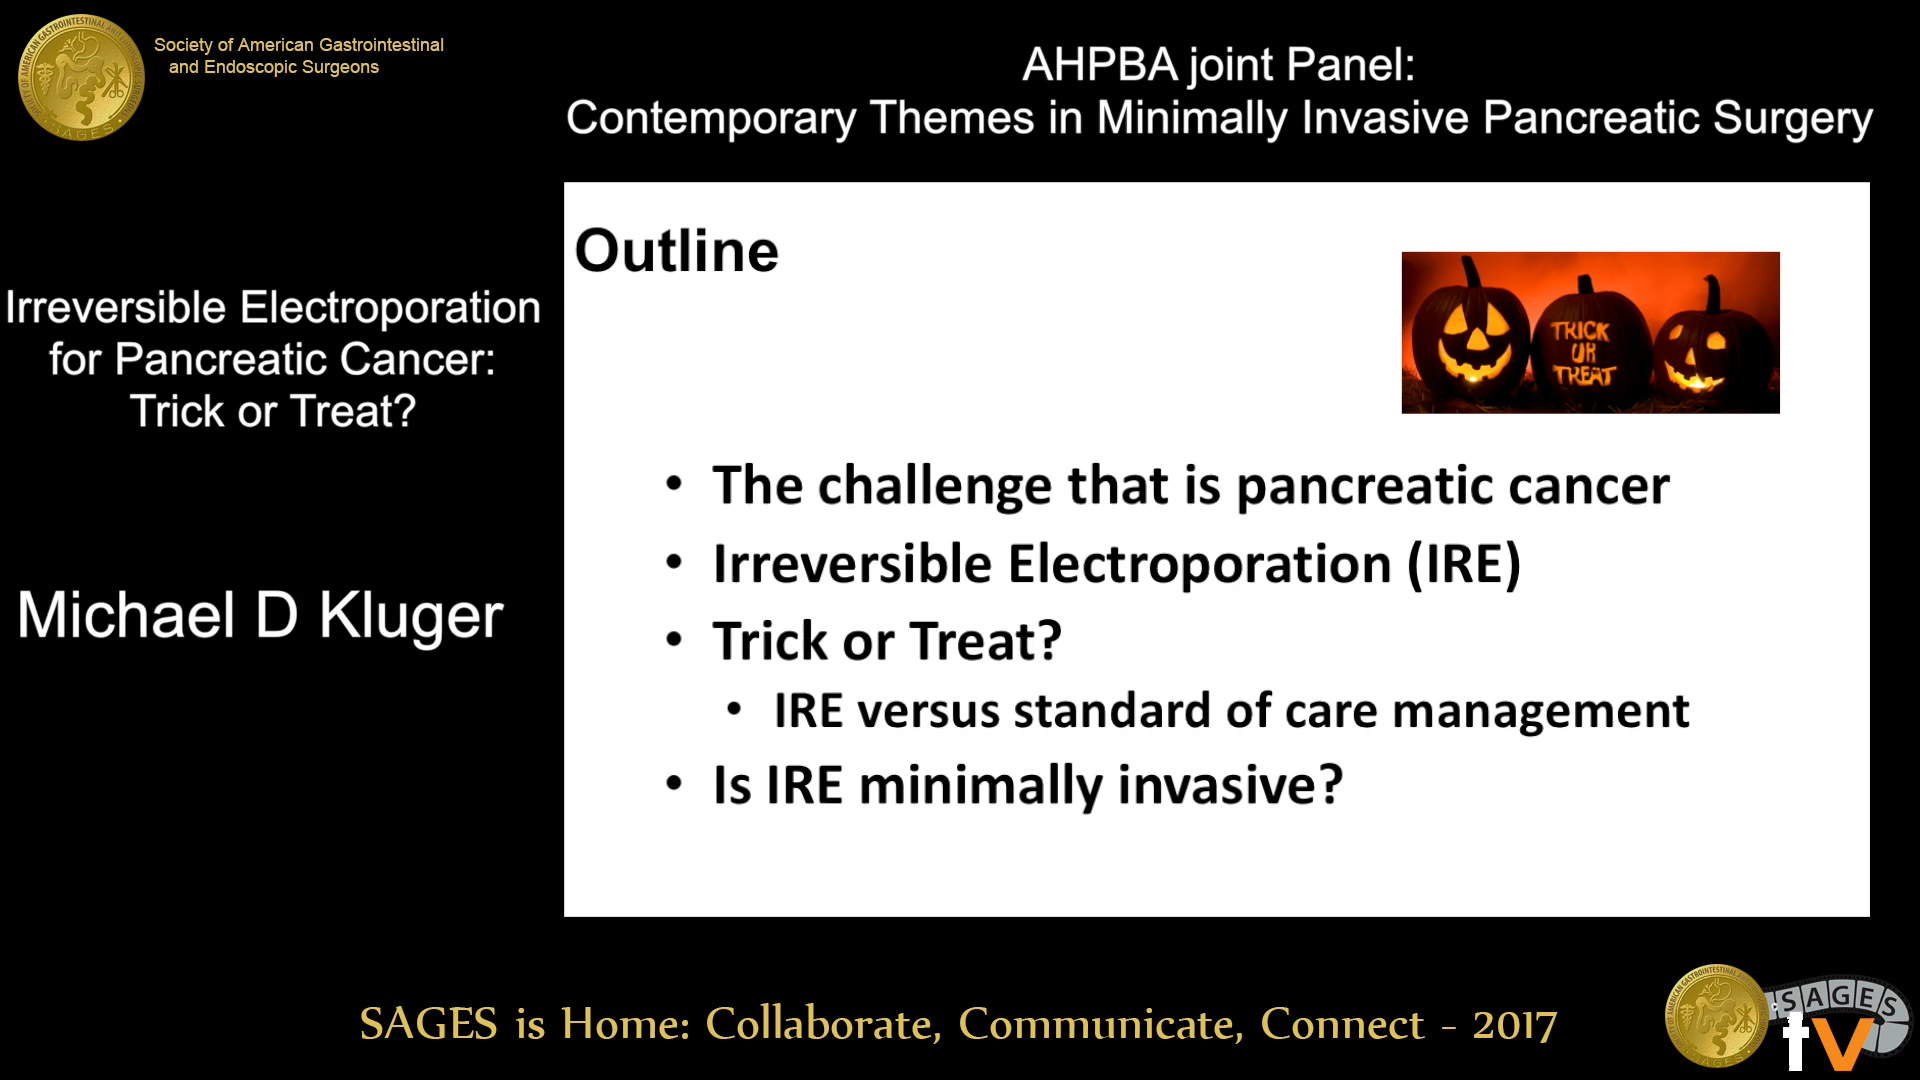 Society of American Gastrointestinal
and Endoscopic Surgeons
AHPBA joint Panel:
Contemporary Themes in Minimally Invasive Pancreatic Surgery
Irreversible Electroporation
for Pancreatic Cancer:
Trick or Treat?
Michael D Kluger
Outline
TRICK
OR
TREAT
• The challenge that is pancreatic cancer
• Irreversible Electroporation (IRE)
• Trick or Treat?
• IRE versus standard of care management
• Is IRE minimally invasive?
SAGES is Home: Collaborate, Communicate, Connect - 2017
SAGES
tv
SAGES